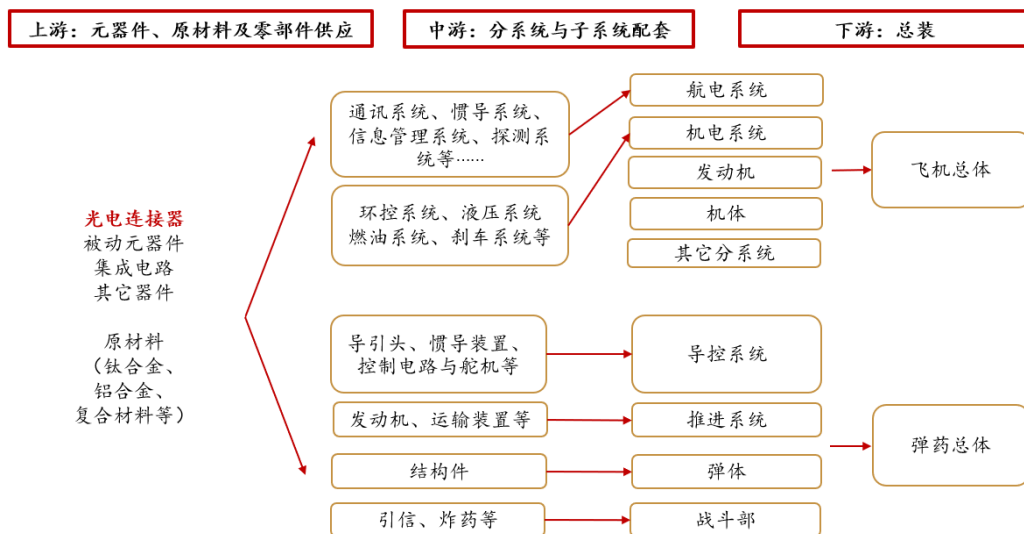 上游：元器件、原材料及零部件供应
中游：分系统与子系统配套
下游：总装
光电连接器
被动元器件
集成电路
其它器件
原材料
（钛合金、
铝合金、
复合材料等）
通讯系统、惯导系统、
信息管理系统、探测系
统等……
环控系统、液压系统
燃油系统、刹车系统等
航电系统
机电系统
发动机
机体
其它分系统
飞机总体
导引头、惯导装置、
控制电路与舵机等
导控系统
发动机、运输装置等
推进系统
结构件
弹体
引信、炸药等
战斗部
弹药总体